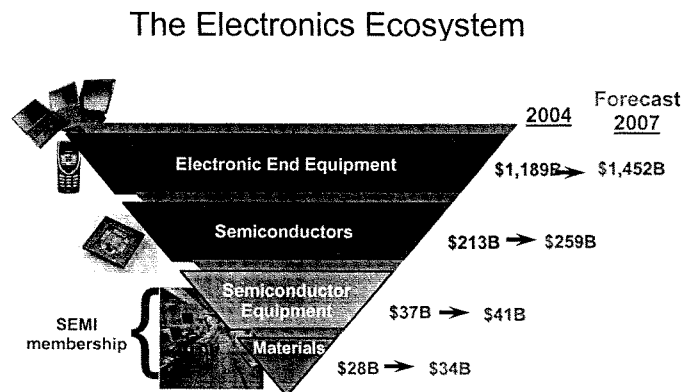 The Electronics Ecosystem
2004
Forecast
2007
Electronic End Equipment
$1,189B
$1,452B
Semiconductors
$213B
$259B
Semiconductor
Equipment
$37B
$41B
SEMI
membership
Materials
$28B
$34B